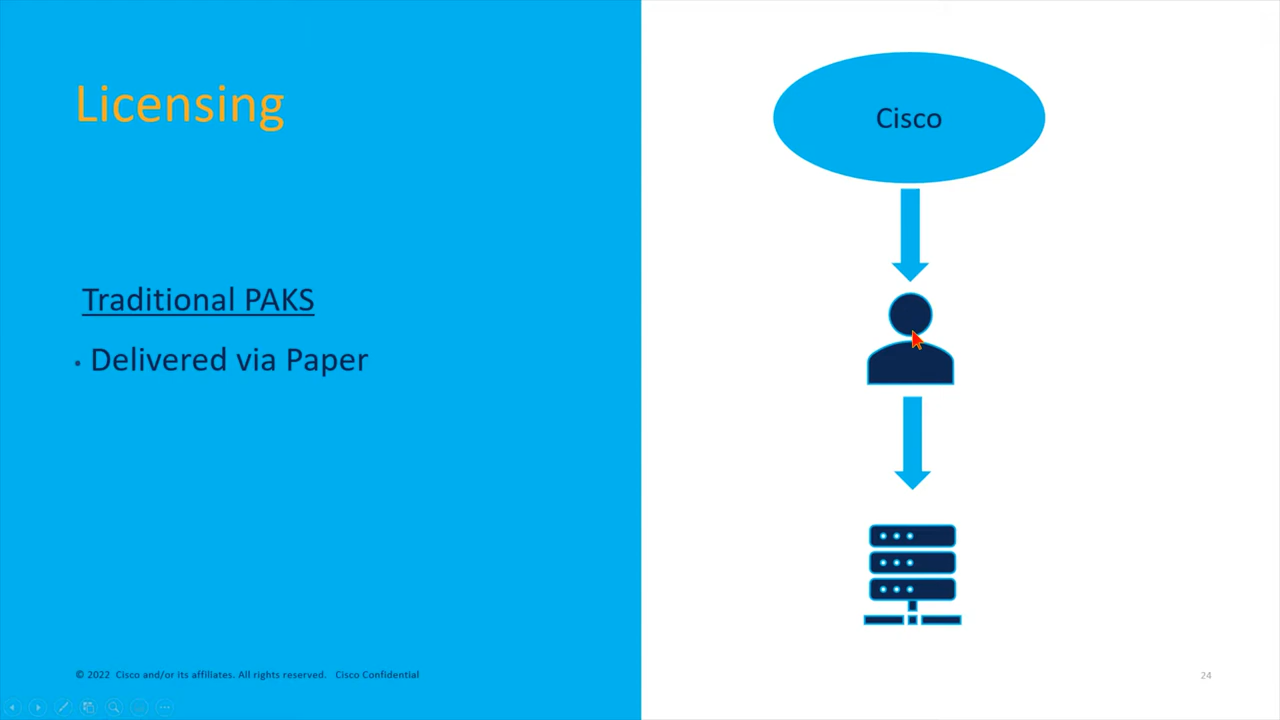 Licensing
Traditional PAKS
• Delivered via Paper
Cisco
© 2022 Cisco and/or its affiliates. All rights reserved. Cisco Confidential
24